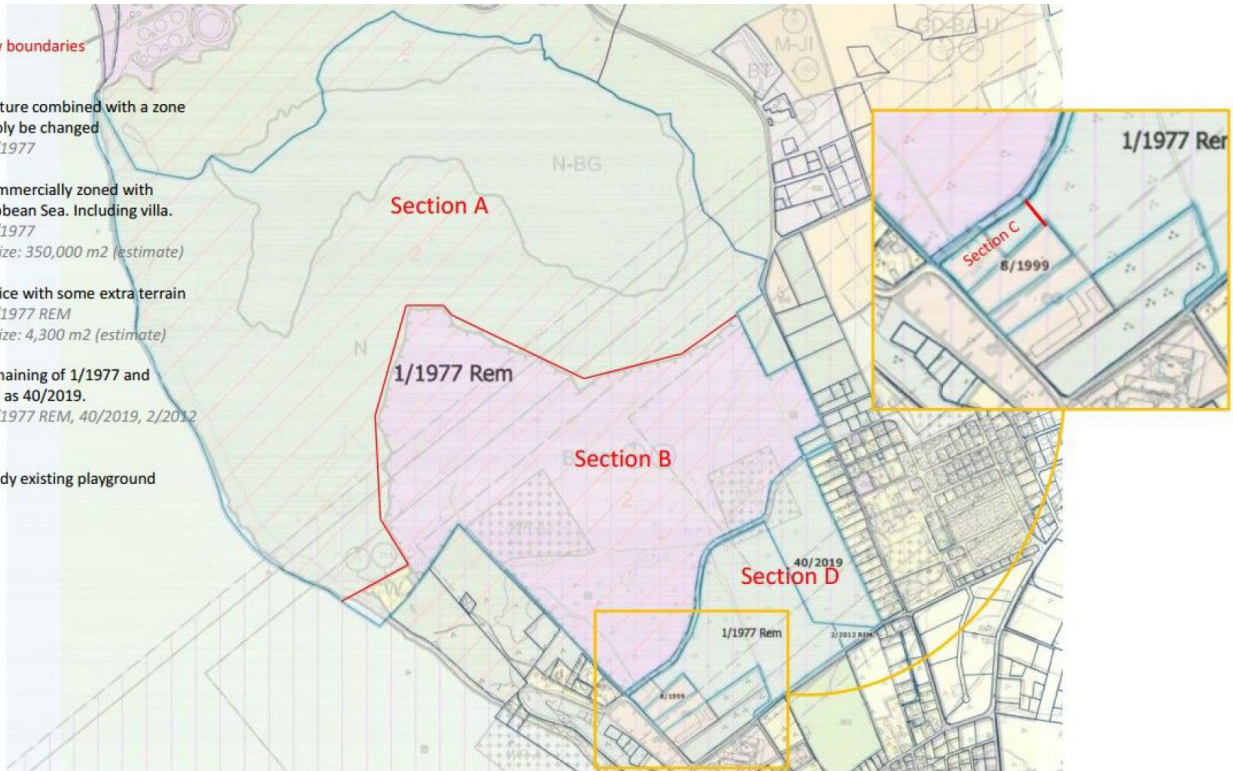 boundaries
ture combined with a zone
be changed
1977
mmercially zoned with
bean Sea. Including villa.
1977
ize: 350,000 m2 (estimate)
ice with some extra terrain
1977 REM
ize: 4,300 m2 (estimate)
maining of 1/1977 and
as 40/2019.
1977 REM, 40/2019, 2/2012
dy existing playground
GD-BA-U
M-JI
BT
1/1977 Rer
Section C
8/1999
N-BG
2
Section A
2
N
1/1977 Rem
Section B
2
40/2019
Section D
1/1977 Rem
2/2012 REM
8/1999